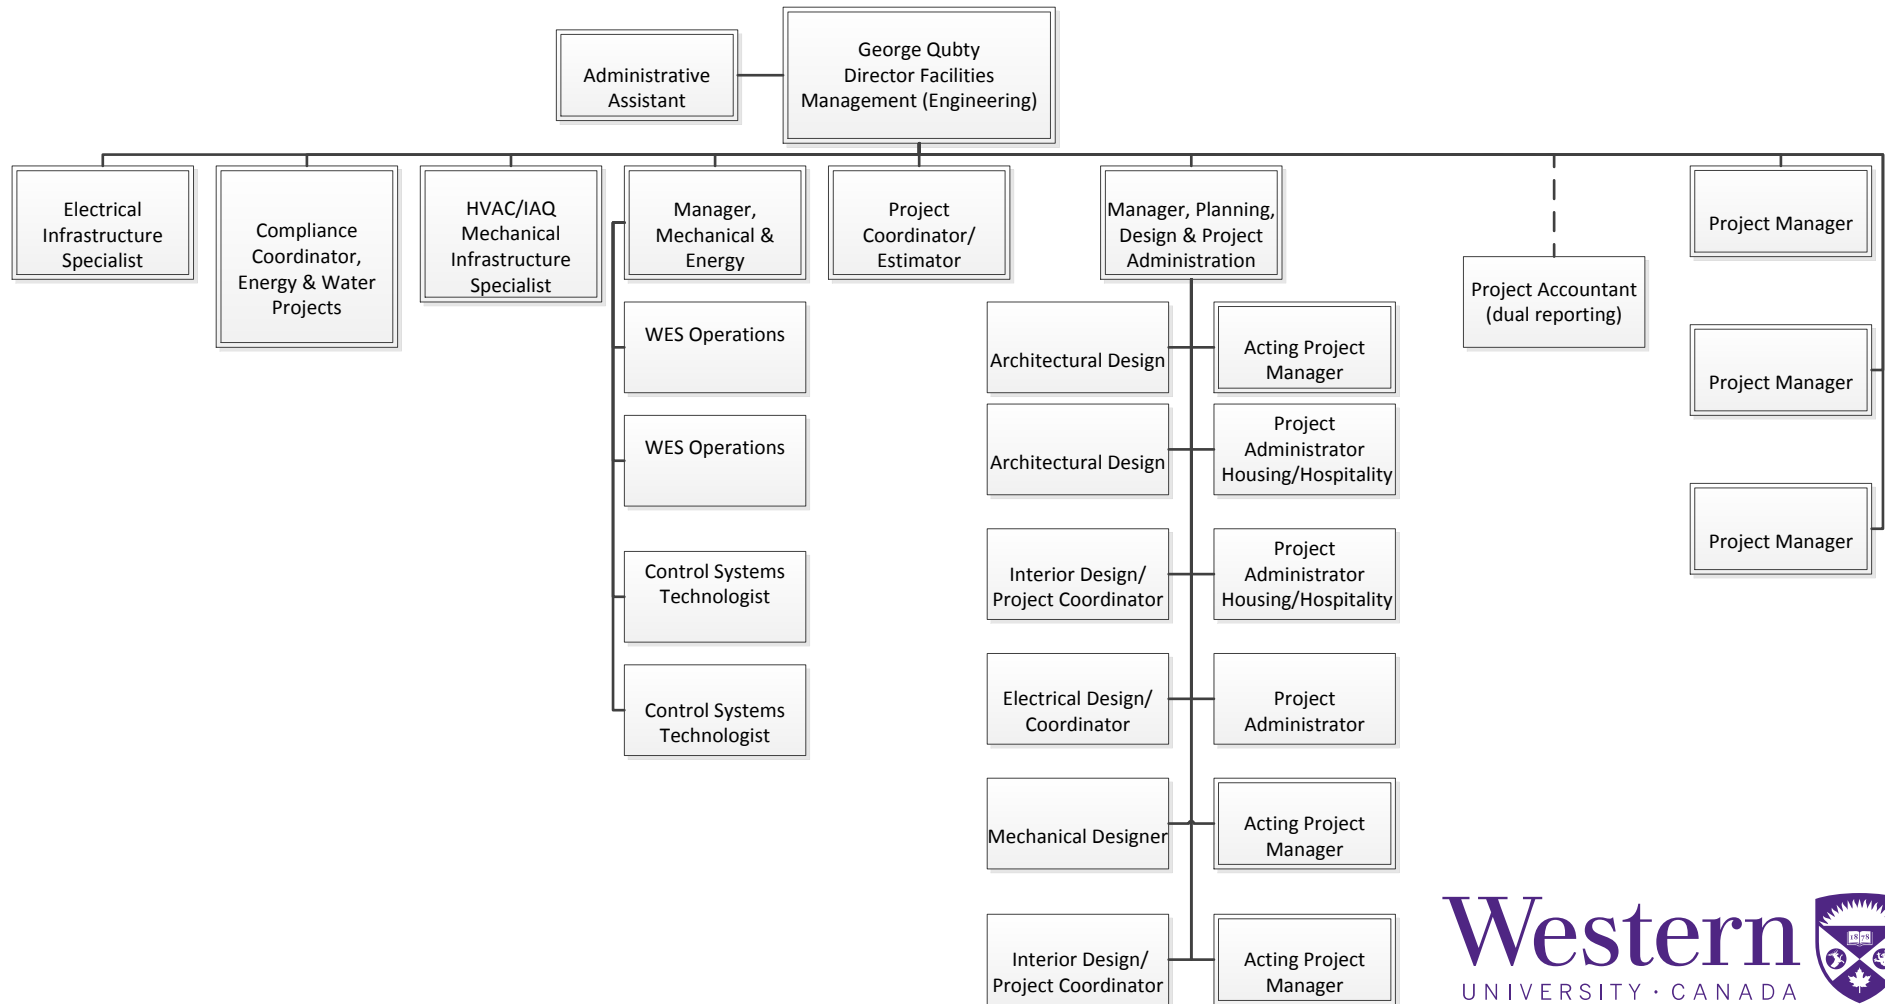 George Qubty
Director Facilities
Management (Engineering)
Administrative
Assistant
Electrical
Infrastructure
Specialist
Compliance
Coordinator,
Energy & Water
Projects
HVAC/IAQ
Mechanical
Infrastructure
Specialist
Manager,
Mechanical &
Energy
Project
Coordinator/
Estimator
Manager, Planning,
Design & Project
Administration
Project Accountant
(dual reporting)
Project Manager
Project Manager
Project Manager
WES Operations
WES Operations
Control Systems
Technologist
Control Systems
Technologist
Architectural Design
Acting Project
Manager
Architectural Design
Project
Administrator
Housing/Hospitality
Interior Design/
Project Coordinator
Project
Administrator
Housing/Hospitality
Electrical Design/
Coordinator
Project
Administrator
Mechanical Designer
Acting Project
Manager
Interior Design/
Project Coordinator
Acting Project
Manager
Western
1878
UNIVERSITY · CANADA